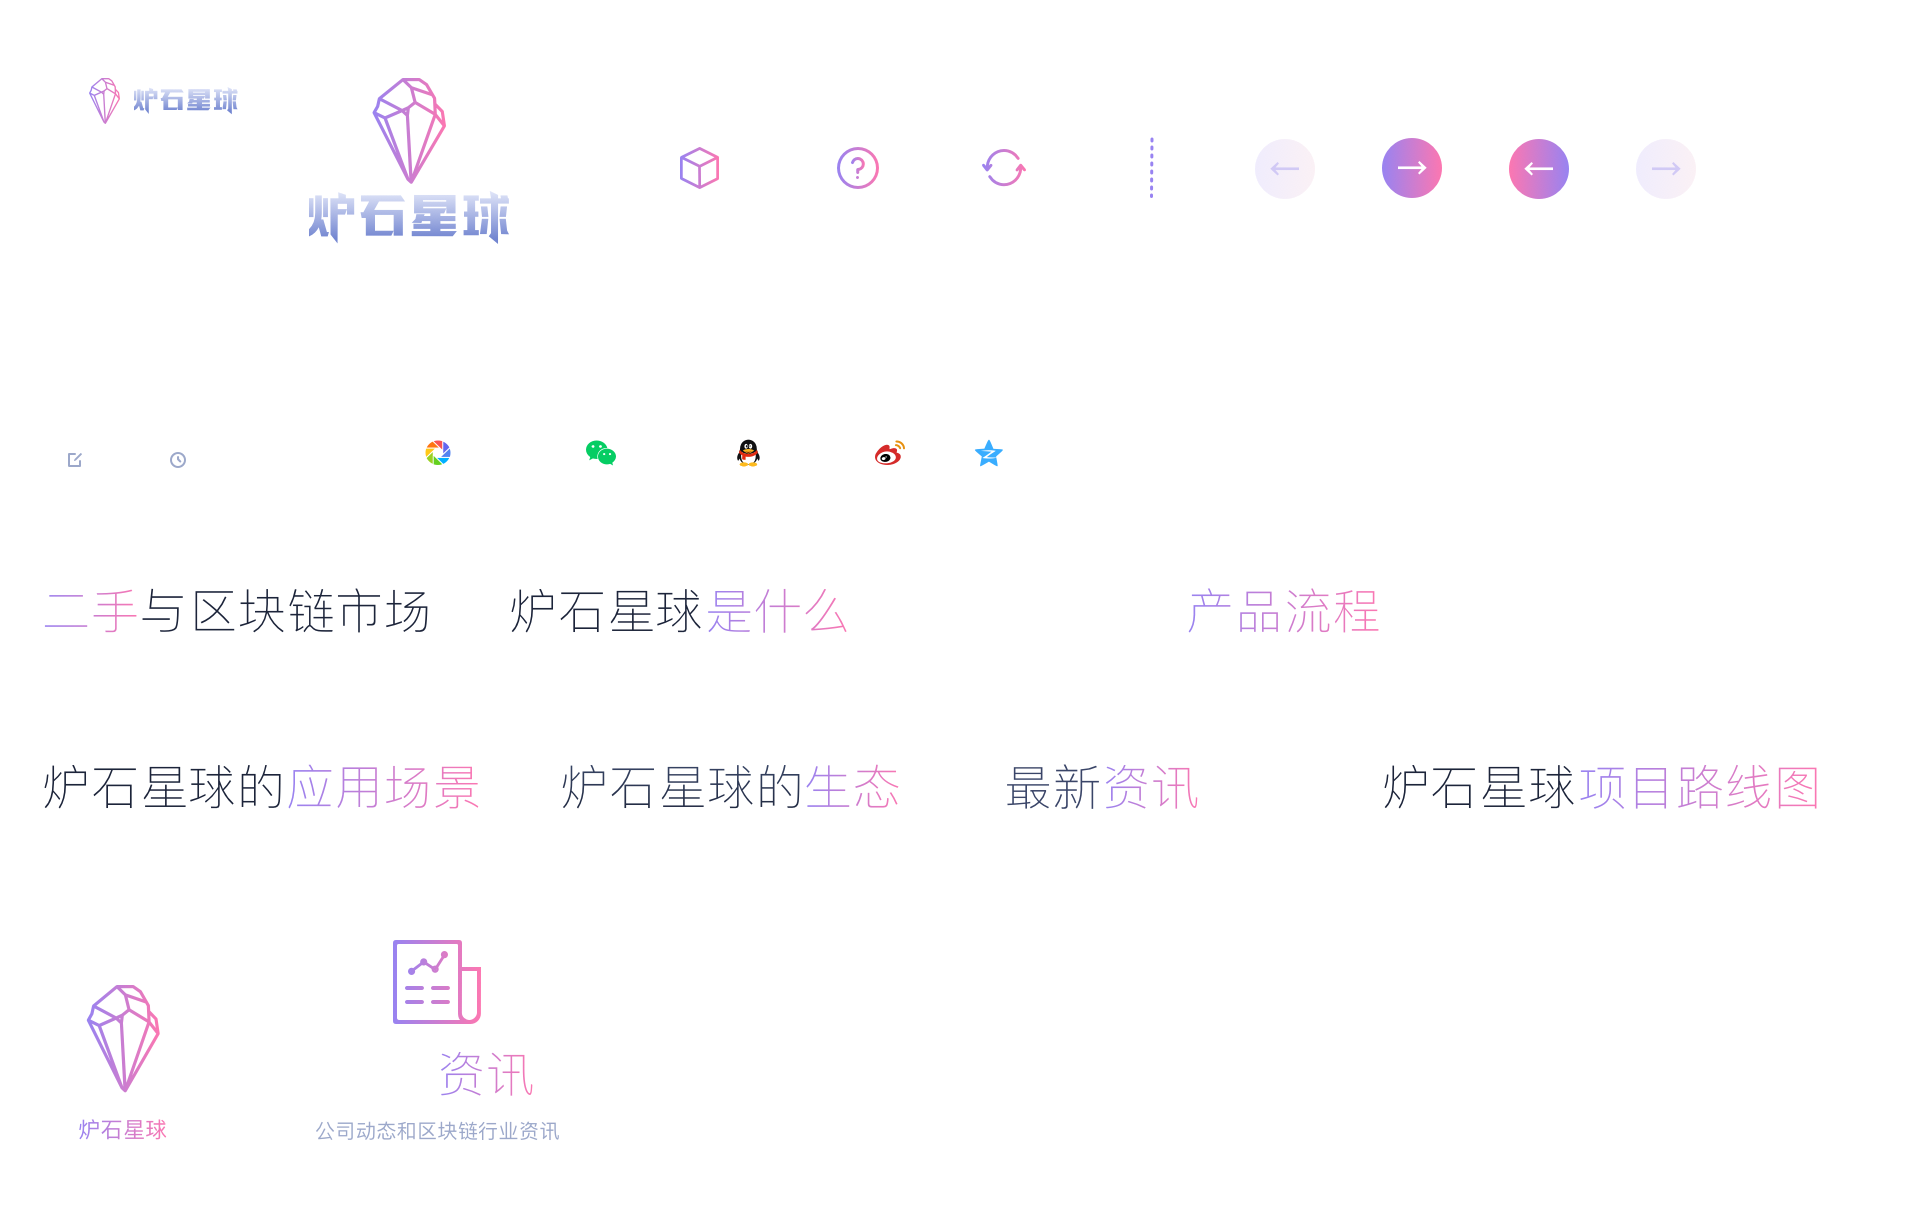 炉石星球
炉石星球
二手与区块链市场
炉石星球是什么
产品流程
炉石星球的应用场景
炉石星球的生态
最新资讯
炉石星球项目路线图
资讯
炉石星球
公司动态和区块链行业资讯